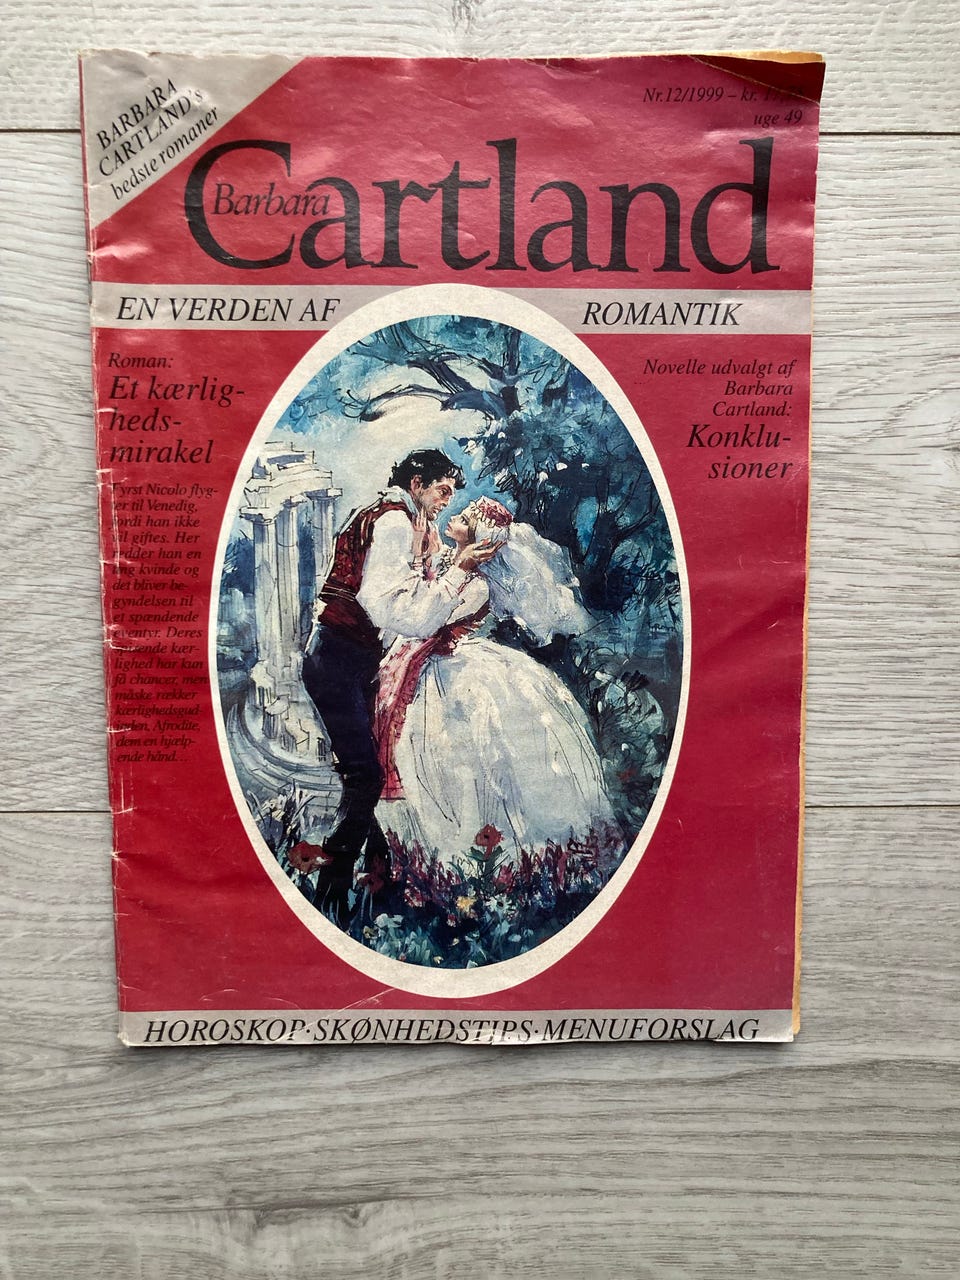 BARBARA
CARTLAND's
bedste romaner
Nr.12/1999 – kr.
uge 49
Barbara
Cartland
EN VERDEN AF ROMANTIK
Roman:
Et kærlig-
heds-
mirakel
Fyrst Nicolo flyg-
ter til Venedig,
fordi han ikke
vil giftes. Her
redder han en
ung kvinde og
det bliver be-
gyndelsen til
et spændende
eventyr. Deres
spirende kær-
lighed har kun
få chancer, men
måske rækker
kærlighedsgud-
inden, Afrodite,
dem en hjælp-
ende hånd...
Novelle udvalgt af
Barbara
Cartland:
Konklu-
sioner
HOROSKOP·SKØNHEDSTIPS·MENUFORSLAG